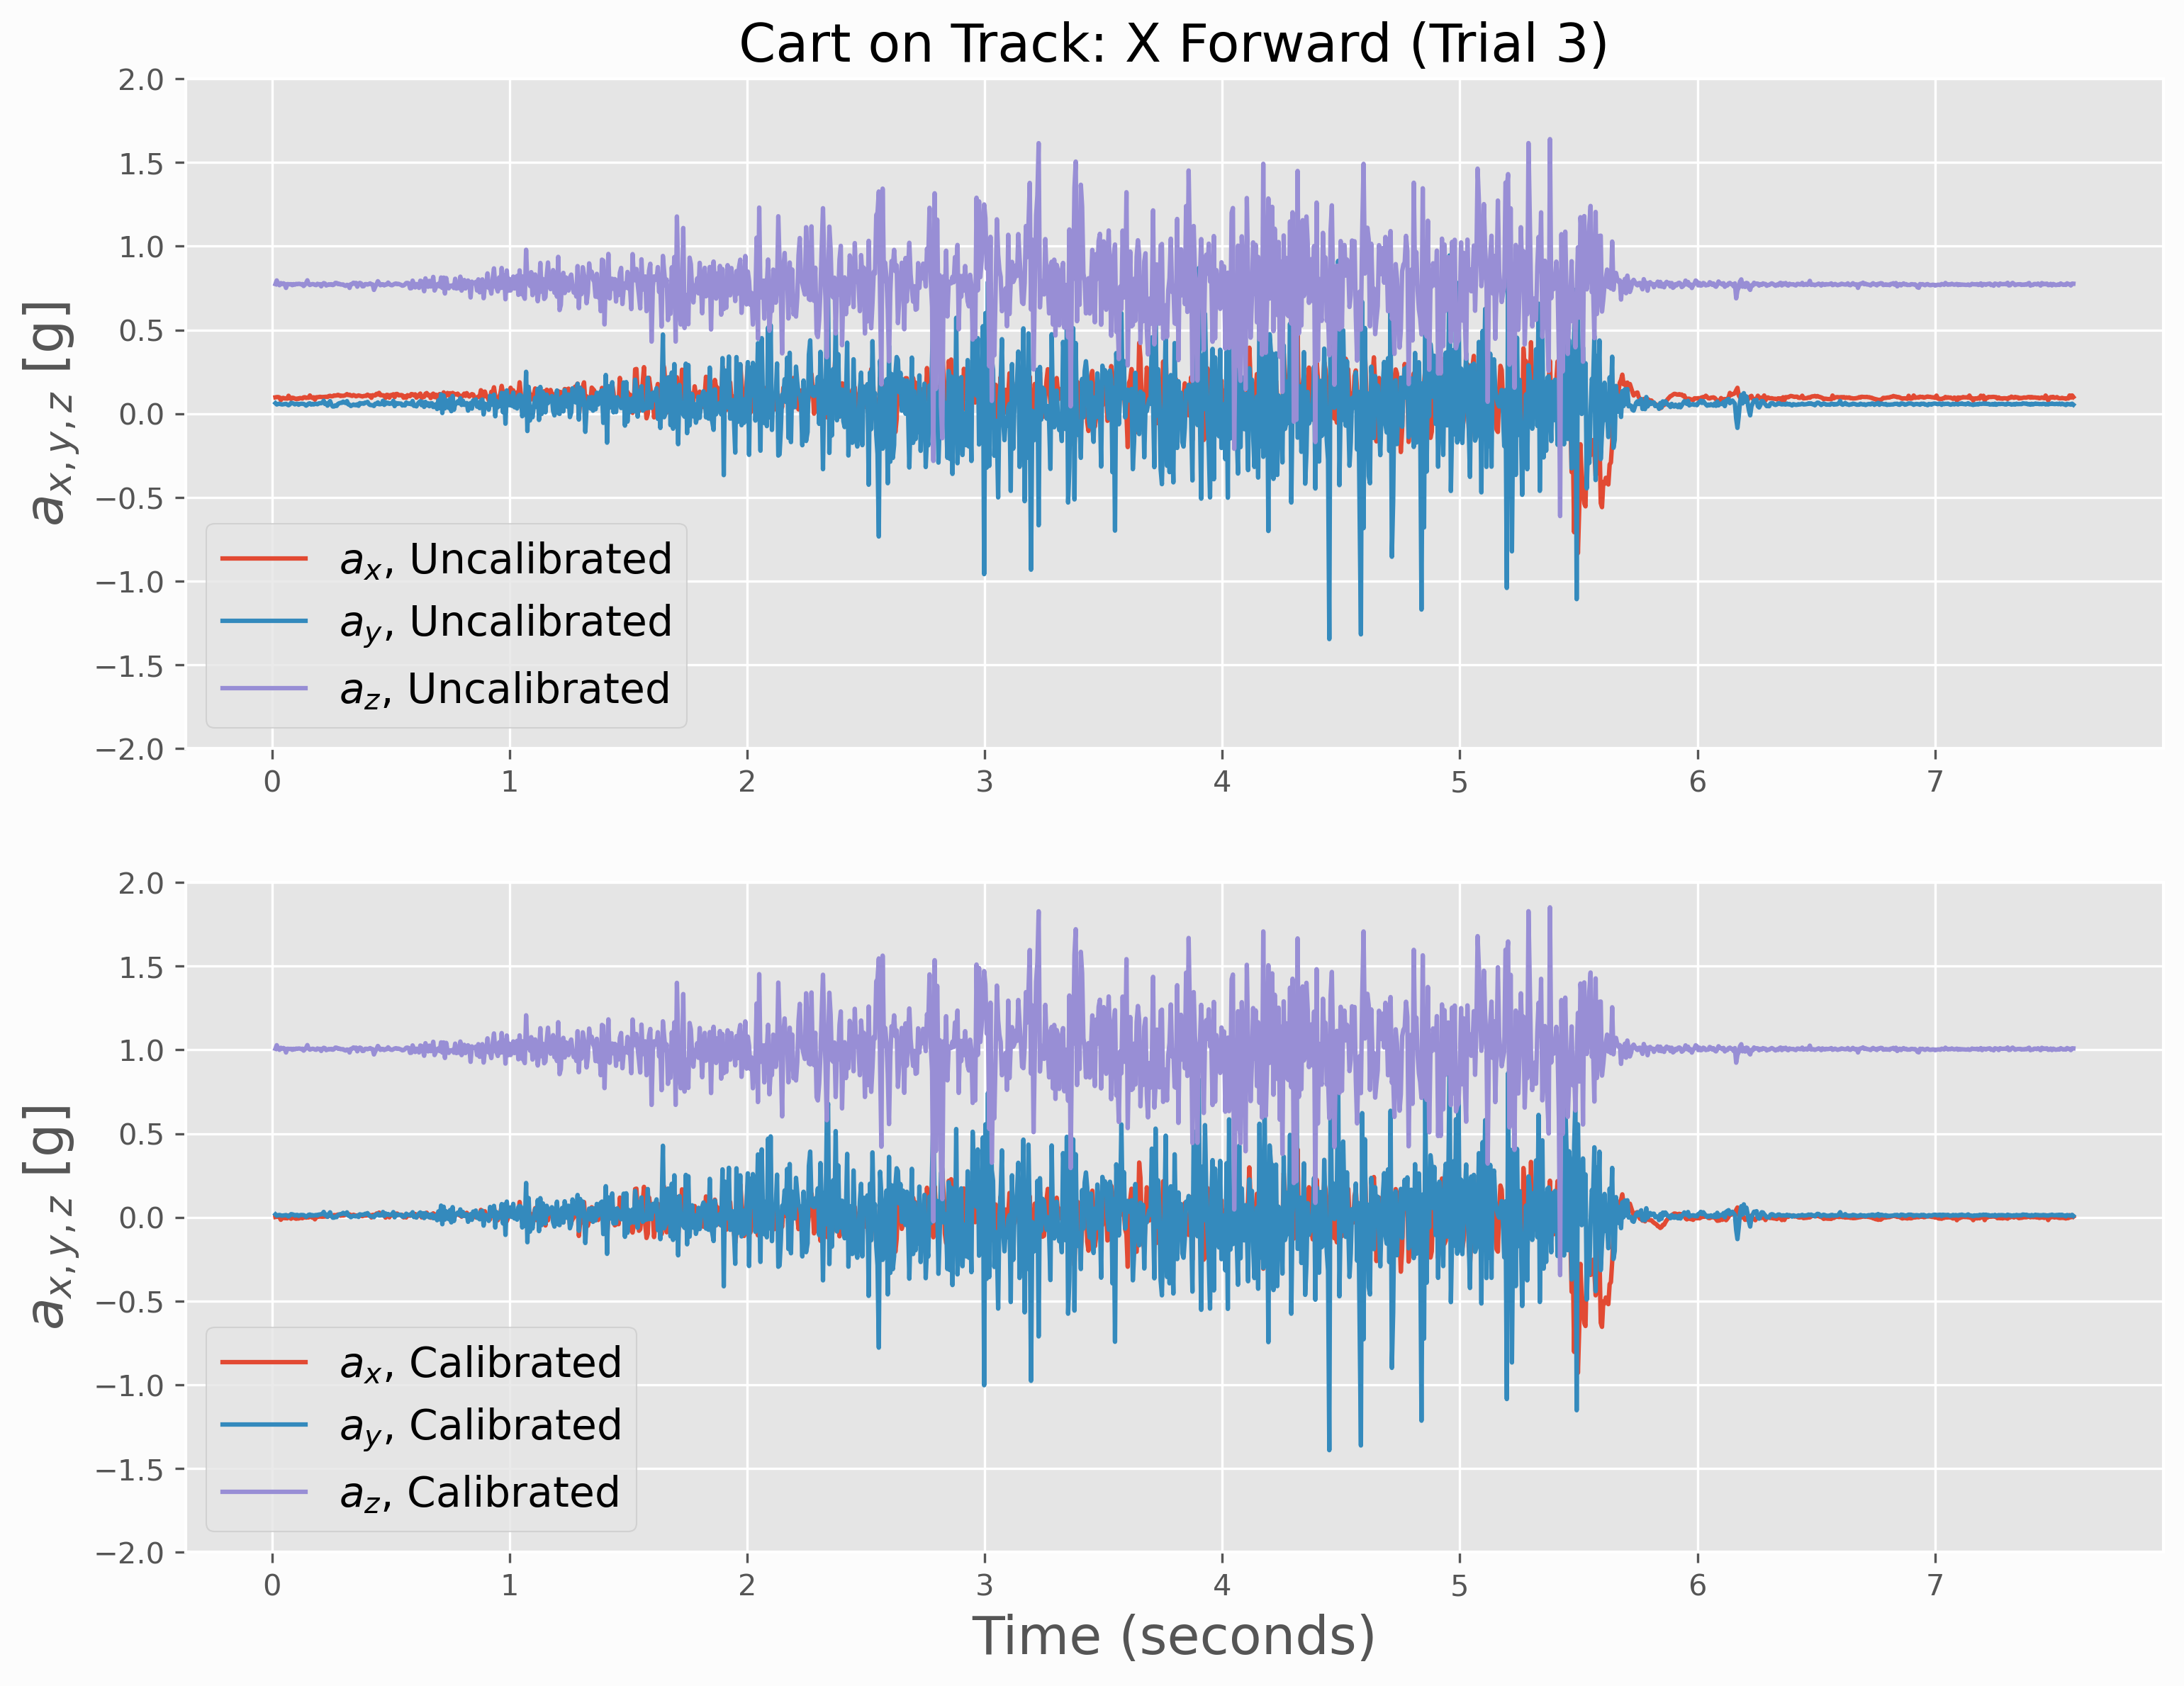 Cart on Track: X Forward (Trial 3)
2.0
1.5
1.0
0.5
0.0
−0.5
−1.0
−1.5
−2.0
a_{x,y,z} [g]
a_x, Uncalibrated
a_y, Uncalibrated
a_z, Uncalibrated
0 1 2 3 4 5 6 7
2.0
1.5
1.0
0.5
0.0
−0.5
−1.0
−1.5
−2.0
a_{x,y,z} [g]
a_x, Calibrated
a_y, Calibrated
a_z, Calibrated
0 1 2 3 4 5 6 7
Time (seconds)